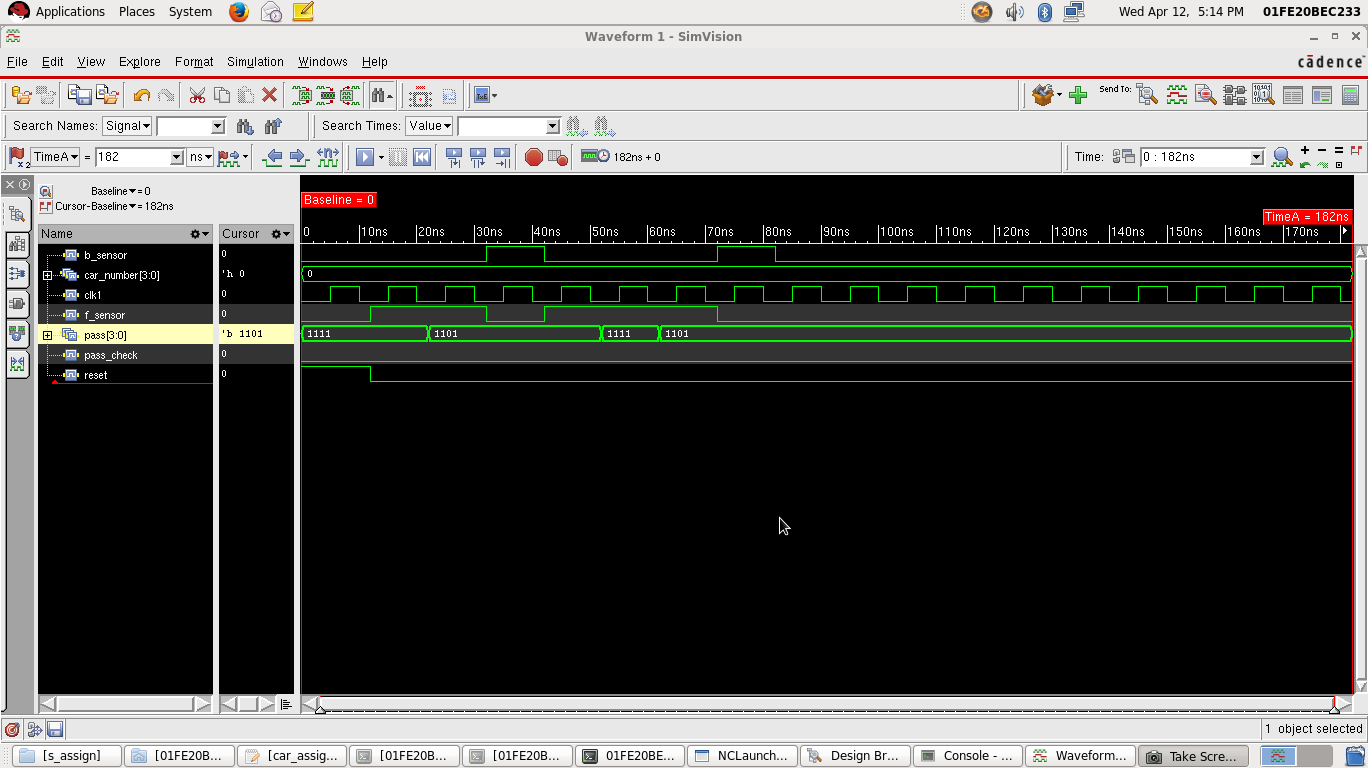 Applications Places System Wed Apr 12, 5:14 PM 01FE20BEC233
Waveform 1 - SimVision
File Edit View Explore Format Simulation Windows Help cādence
Send To:
Search Names: Signal Search Times: Value
TimeA = 182 ns 182ns + 0 Time: 0 : 182ns
Baseline = 0
Cursor-Baseline = 182ns
Baseline = 0
TimeA = 182ns
Name Cursor 0 10ns 20ns 30ns 40ns 50ns 60ns 70ns 80ns 90ns 100ns 110ns 120ns 130ns 140ns 150ns 160ns 170ns
b_sensor 0
car_number[3:0] 'h 0 0
clk1 0
f_sensor 0
pass[3:0] 'b 1101 1111 1101 1111 1101
pass_check 0
reset 0
1 object selected
[s_assign] [01FE20B... [car_assig... [01FE20B... [01FE20B... 01FE20BE... NCLaunch... Design Br... Console - ... Waveform... Take Scre...